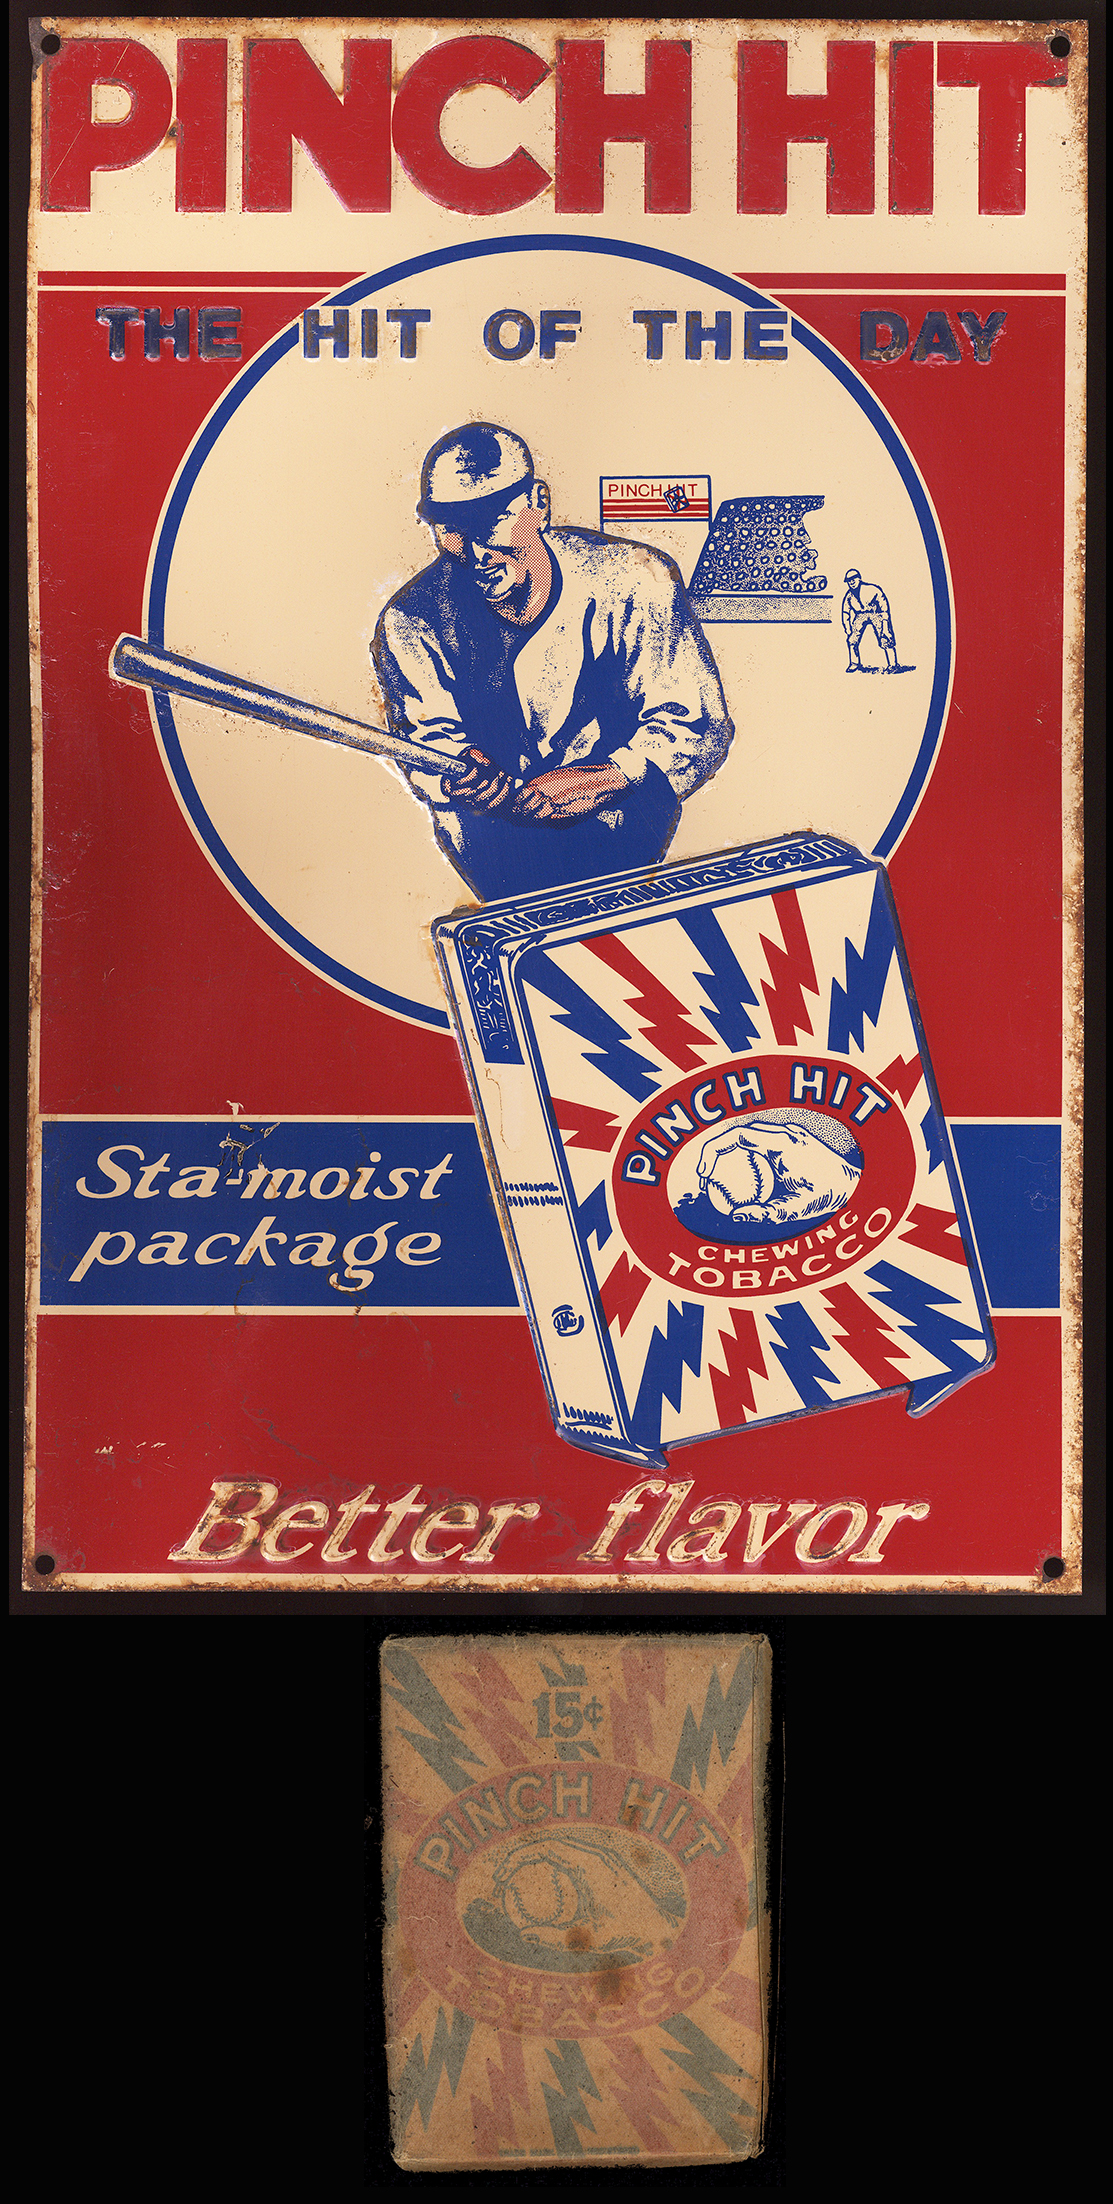 PINCH HIT
THE HIT OF THE DAY
PINCH HIT
PINCH HIT
CHEWING
TOBACCO
Sta-moist
package
Better flavor
15¢
PINCH HIT
CHEWING
TOBACCO